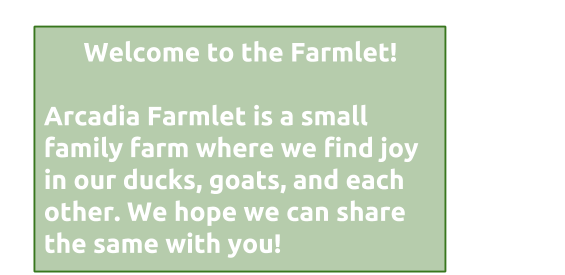 Welcome to the Farmlet!
Arcadia Farmlet is a small
family farm where we find joy
in our ducks, goats, and each
other. We hope we can share
the same with you!